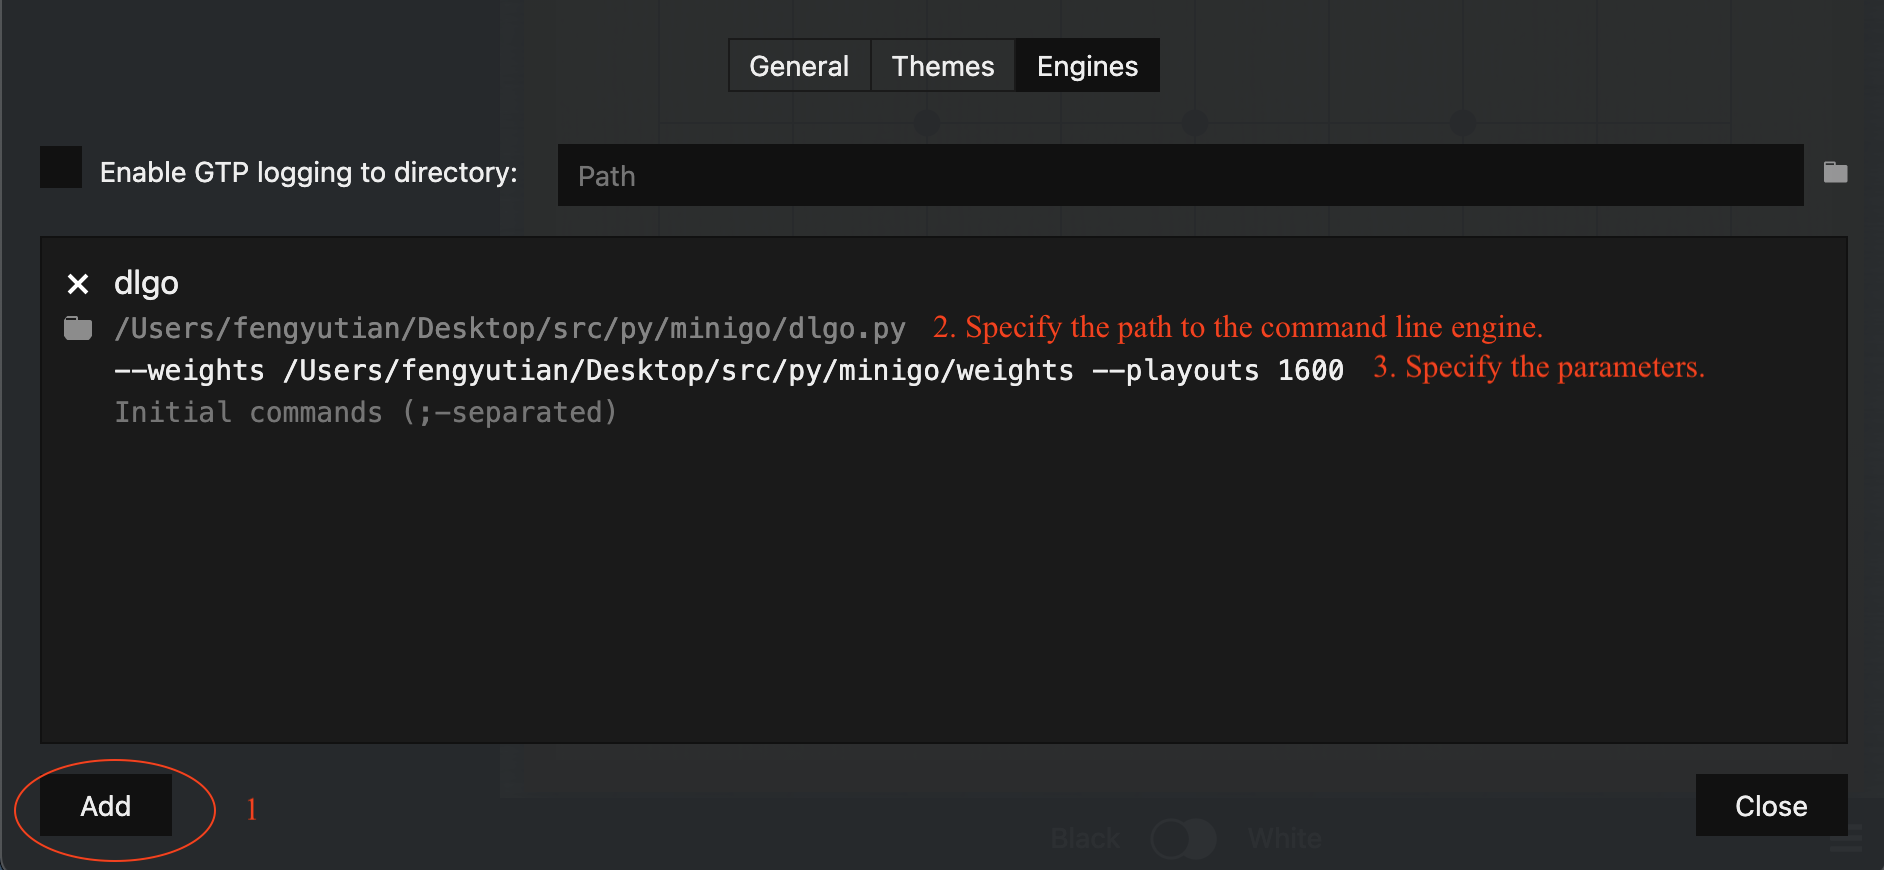 General Themes Engines
Enable GTP logging to directory: Path
dlgo
/Users/fengyutian/Desktop/src/py/minigo/dlgo.py 2. Specify the path to the command line engine.
--weights /Users/fengyutian/Desktop/src/py/minigo/weights --playouts 1600 3. Specify the parameters.
Initial commands (;-separated)
Add 1 Close
Black White